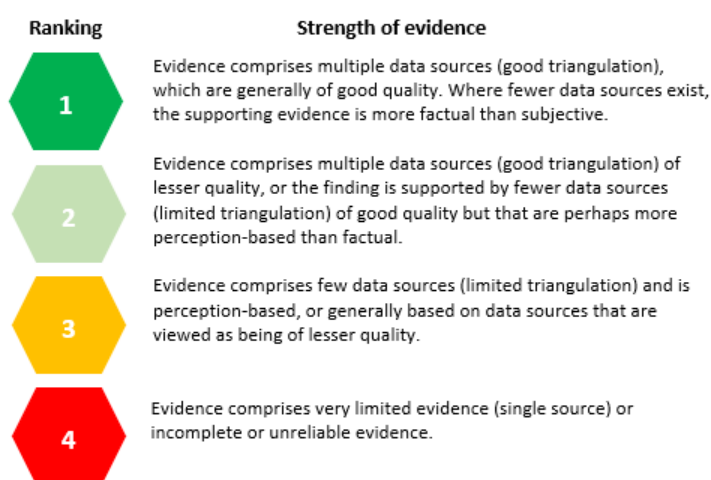 Ranking Strength of evidence
1
Evidence comprises multiple data sources (good triangulation),
which are generally of good quality. Where fewer data sources exist,
the supporting evidence is more factual than subjective.
2
Evidence comprises multiple data sources (good triangulation) of
lesser quality, or the finding is supported by fewer data sources
(limited triangulation) of good quality but that are perhaps more
perception-based than factual.
3
Evidence comprises few data sources (limited triangulation) and is
perception-based, or generally based on data sources that are
viewed as being of lesser quality.
4
Evidence comprises very limited evidence (single source) or
incomplete or unreliable evidence.